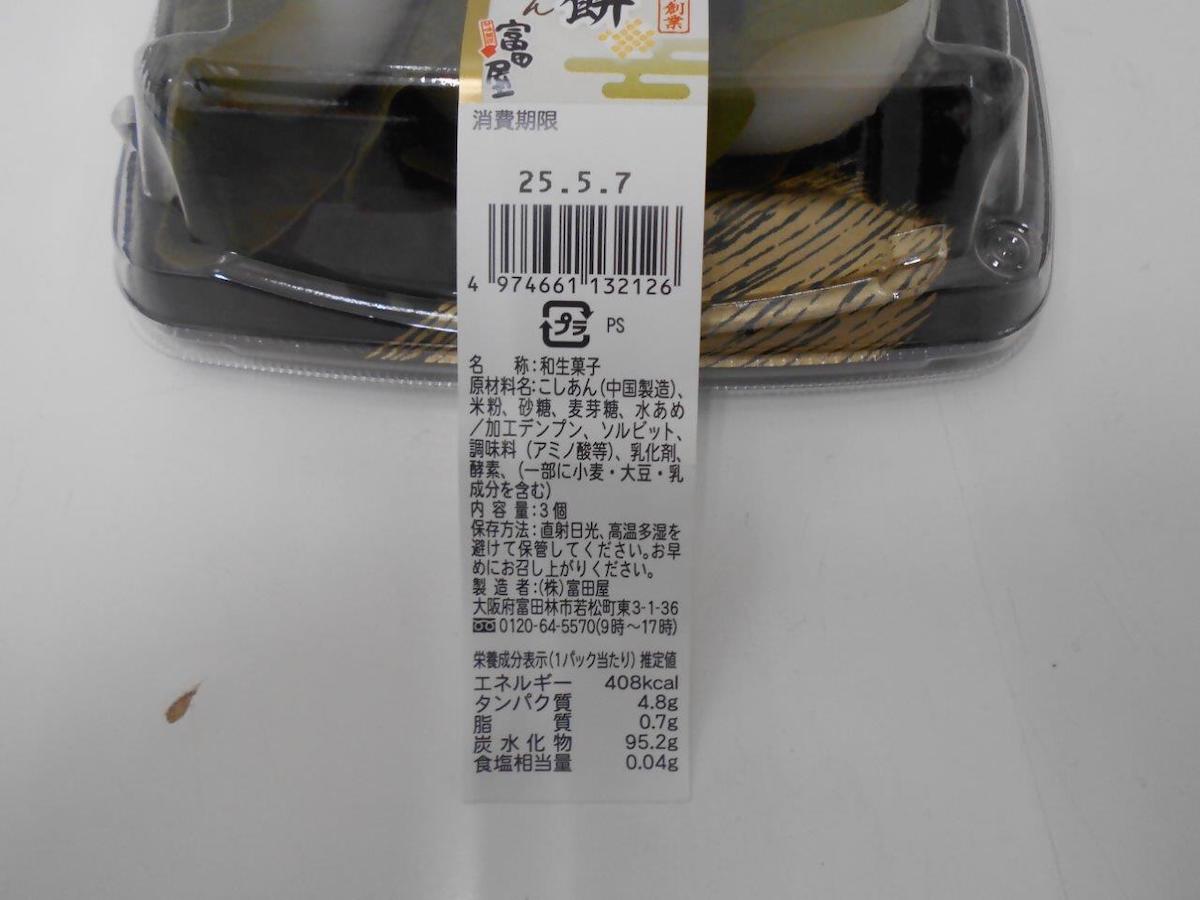 餅
ん
創業
富田屋
消費期限
25.5.7
4 974661 132126
プラ PS
名　　称:和生菓子
原材料名:こしあん(中国製造)、
米粉、砂糖、麦芽糖、水あめ
/加工デンプン、ソルビット、
調味料(アミノ酸等)、乳化剤、
酵素、(一部に小麦・大豆・乳
成分を含む)
内 容 量:3個
保存方法:直射日光、高温多湿を
避けて保管してください。お早
めにお召し上がりください。
製 造 者:(株)富田屋
大阪府富田林市若松町東3-1-36
0120-64-5570(9時～17時)
栄養成分表示(1パック当たり)推定値
エネルギー 408kcal
タンパク質 4.8g
脂　　質 0.7g
炭水化物 95.2g
食塩相当量 0.04g